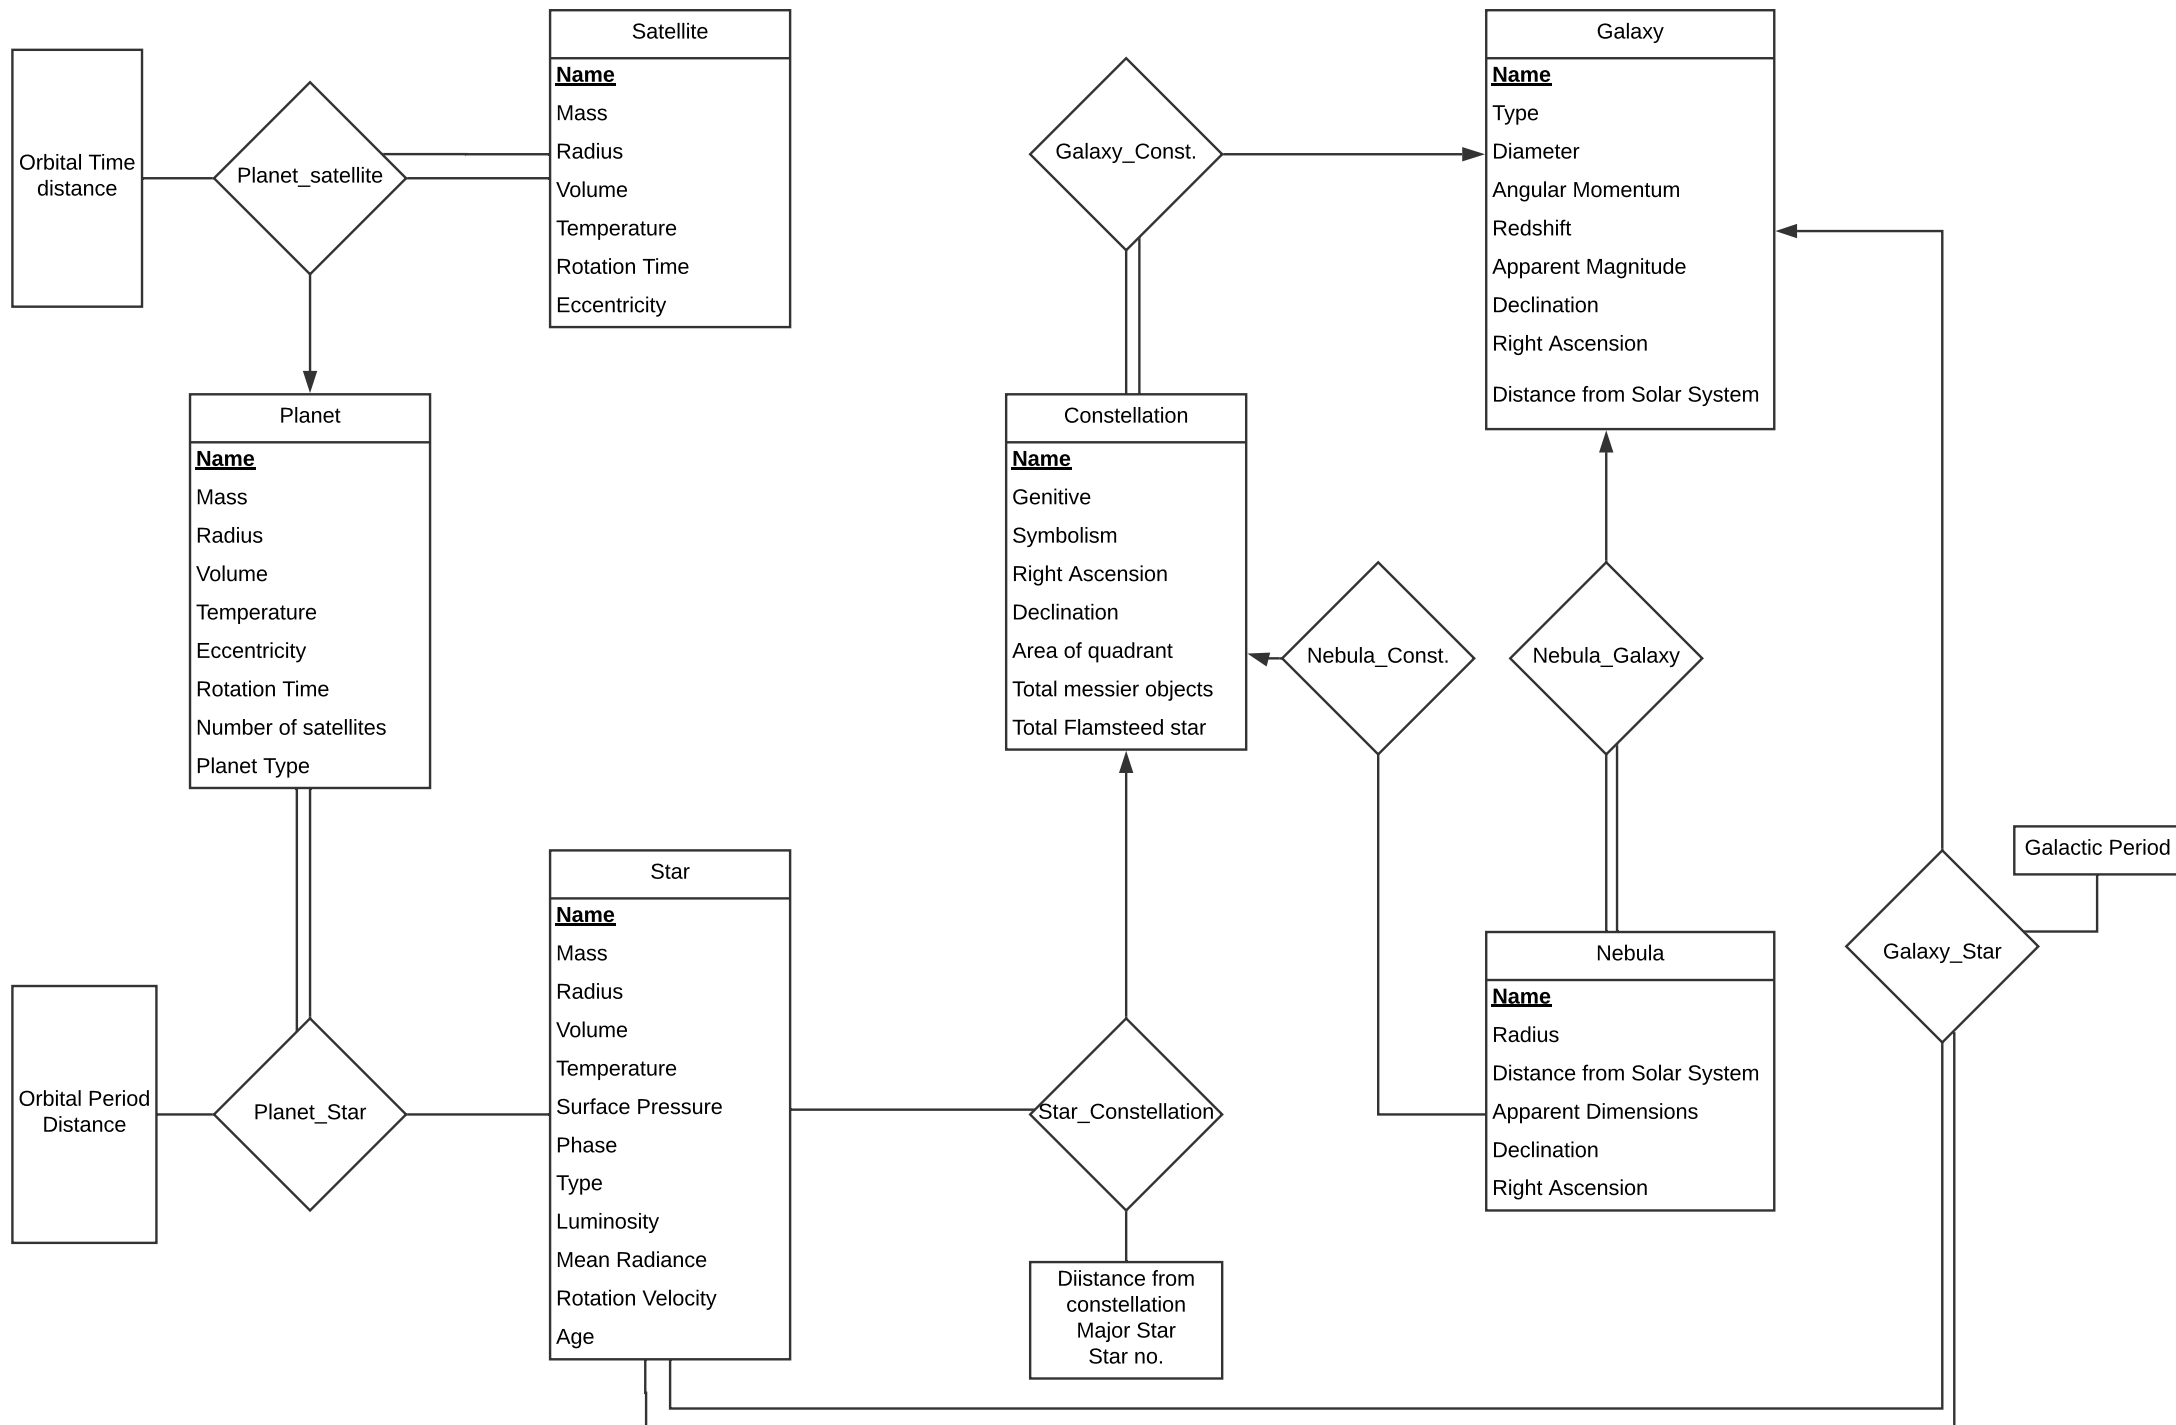 Satellite
Name
Mass
Radius
Volume
Temperature
Rotation Time
Eccentricity
Galaxy
Name
Type
Diameter
Angular Momentum
Redshift
Apparent Magnitude
Declination
Right Ascension
Distance from Solar System
Orbital Time
distance
Planet_satellite
Galaxy_Const.
Planet
Name
Mass
Radius
Volume
Temperature
Eccentricity
Rotation Time
Number of satellites
Planet Type
Constellation
Name
Genitive
Symbolism
Right Ascension
Declination
Area of quadrant
Total messier objects
Total Flamsteed star
Nebula_Const.
Nebula_Galaxy
Galactic Period
Galaxy_Star
Star
Name
Mass
Radius
Volume
Temperature
Surface Pressure
Phase
Type
Luminosity
Mean Radiance
Rotation Velocity
Age
Nebula
Name
Radius
Distance from Solar System
Apparent Dimensions
Declination
Right Ascension
Orbital Period
Distance
Planet_Star
Star_Constellation
Diistance from
constellation
Major Star
Star no.